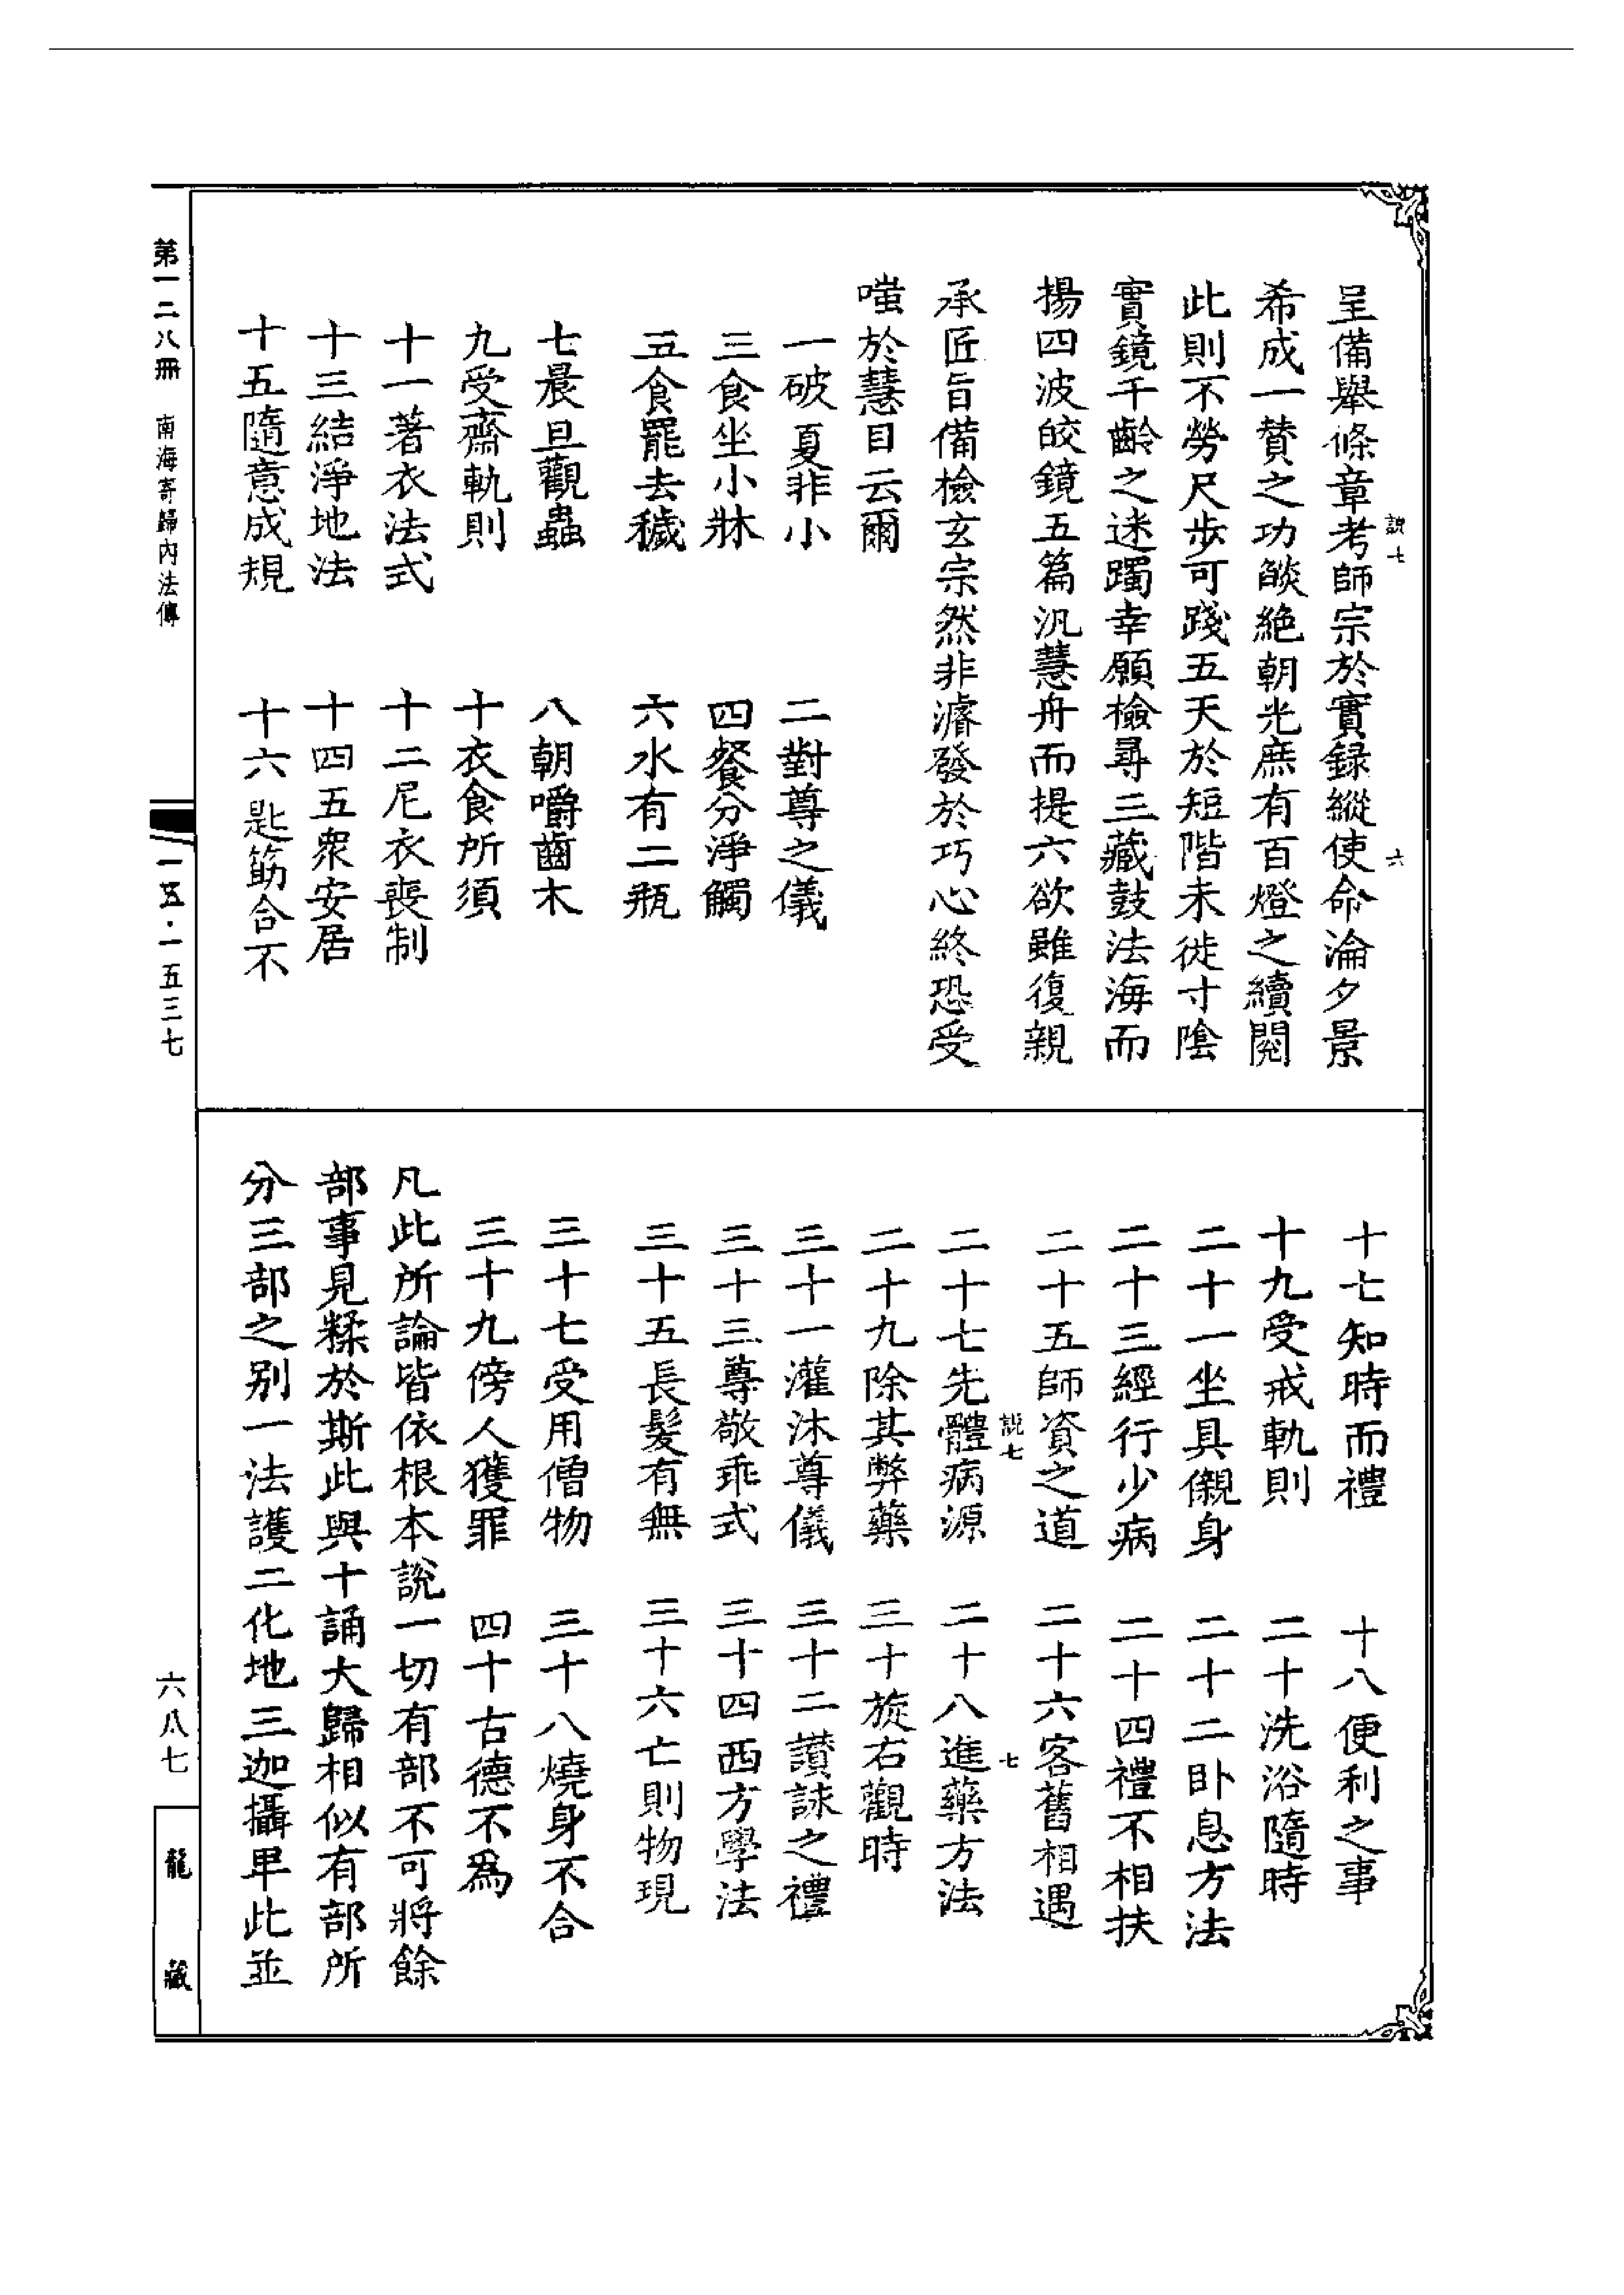 呈備舉條章考師宗於實録縱使命淪夕景
希成一賛之功燄絶朝光庶有百燈之續閱
此則不勞尺步可踐五天於短階未徙寸陰
實鏡千齡之迷躅幸願檢尋三藏鼓法海而
揚四波皎鏡五篇汎慧舟而提六欲雖復親
承匠旨備檢玄宗然非濬發於巧心終恐受
嗤於慧目云爾
一破夏非小　二對尊之儀
三食坐小牀　四餐分淨觸
五食罷去穢　六水有二瓶
七晨旦觀蟲　八朝嚼齒木
九受齋軌則　十衣食所須
十一著衣法式　十二尼衣喪制
十三結淨地法　十四五衆安居
十五隨意成規　十六匙筯合不
十七知時而禮　十八便利之事
十九受戒軌則　二十洗浴隨時
二十一坐具儭身　二十二卧息方法
二十三經行少病　二十四禮不相扶
二十五師資之道　二十六客舊相遇
二十七先體病源　二十八進藥方法
二十九除其弊藥　三十旋右觀時
三十一灌沐尊儀　三十二讃詠之禮
三十三尊敬乖式　三十四西方學法
三十五長髮有無　三十六亡則物現
三十七受用僧物　三十八燒身不合
三十九傍人獲罪　四十古德不爲
凡此所論皆依根本說一切有部不可將餘
部事見糅於斯此與十誦大歸相似有部所
分三部之别一法護二化地三迦攝卑此並
說七　六
說七　七
第一二八冊　南海寄歸内法傳
一五·一五三七
六八七
龍藏